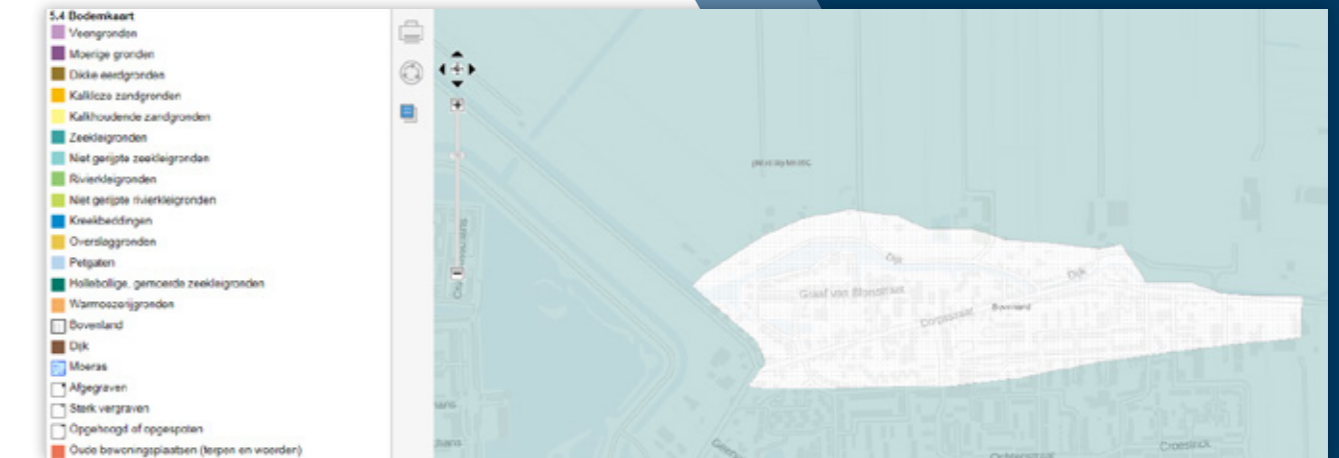 5.4 Bodemkaart
Veengronden
Moerige gronden
Dikke eerdgronden
Kalkloze zandgronden
Kalkhoudende zandgronden
Zeekleigronden
Niet gerijpte zeekleigronden
Rivierkleigronden
Niet gerijpte rivierkleigronden
Kreekbeddingen
Overslaggronden
Petgaten
Hollebollige, gemoerde zeekleigronden
Warmoezerijgronden
Bovenland
Dijk
Moeras
Afgegraven
Sterk vergraven
Opgehoogd of opgespoten
Oude bewoningsplaatsen (terpen en woerden)
Dijk
Dijk
Graaf van Bloisstraat
Dorpsstraat
Bovenland
Croesinck